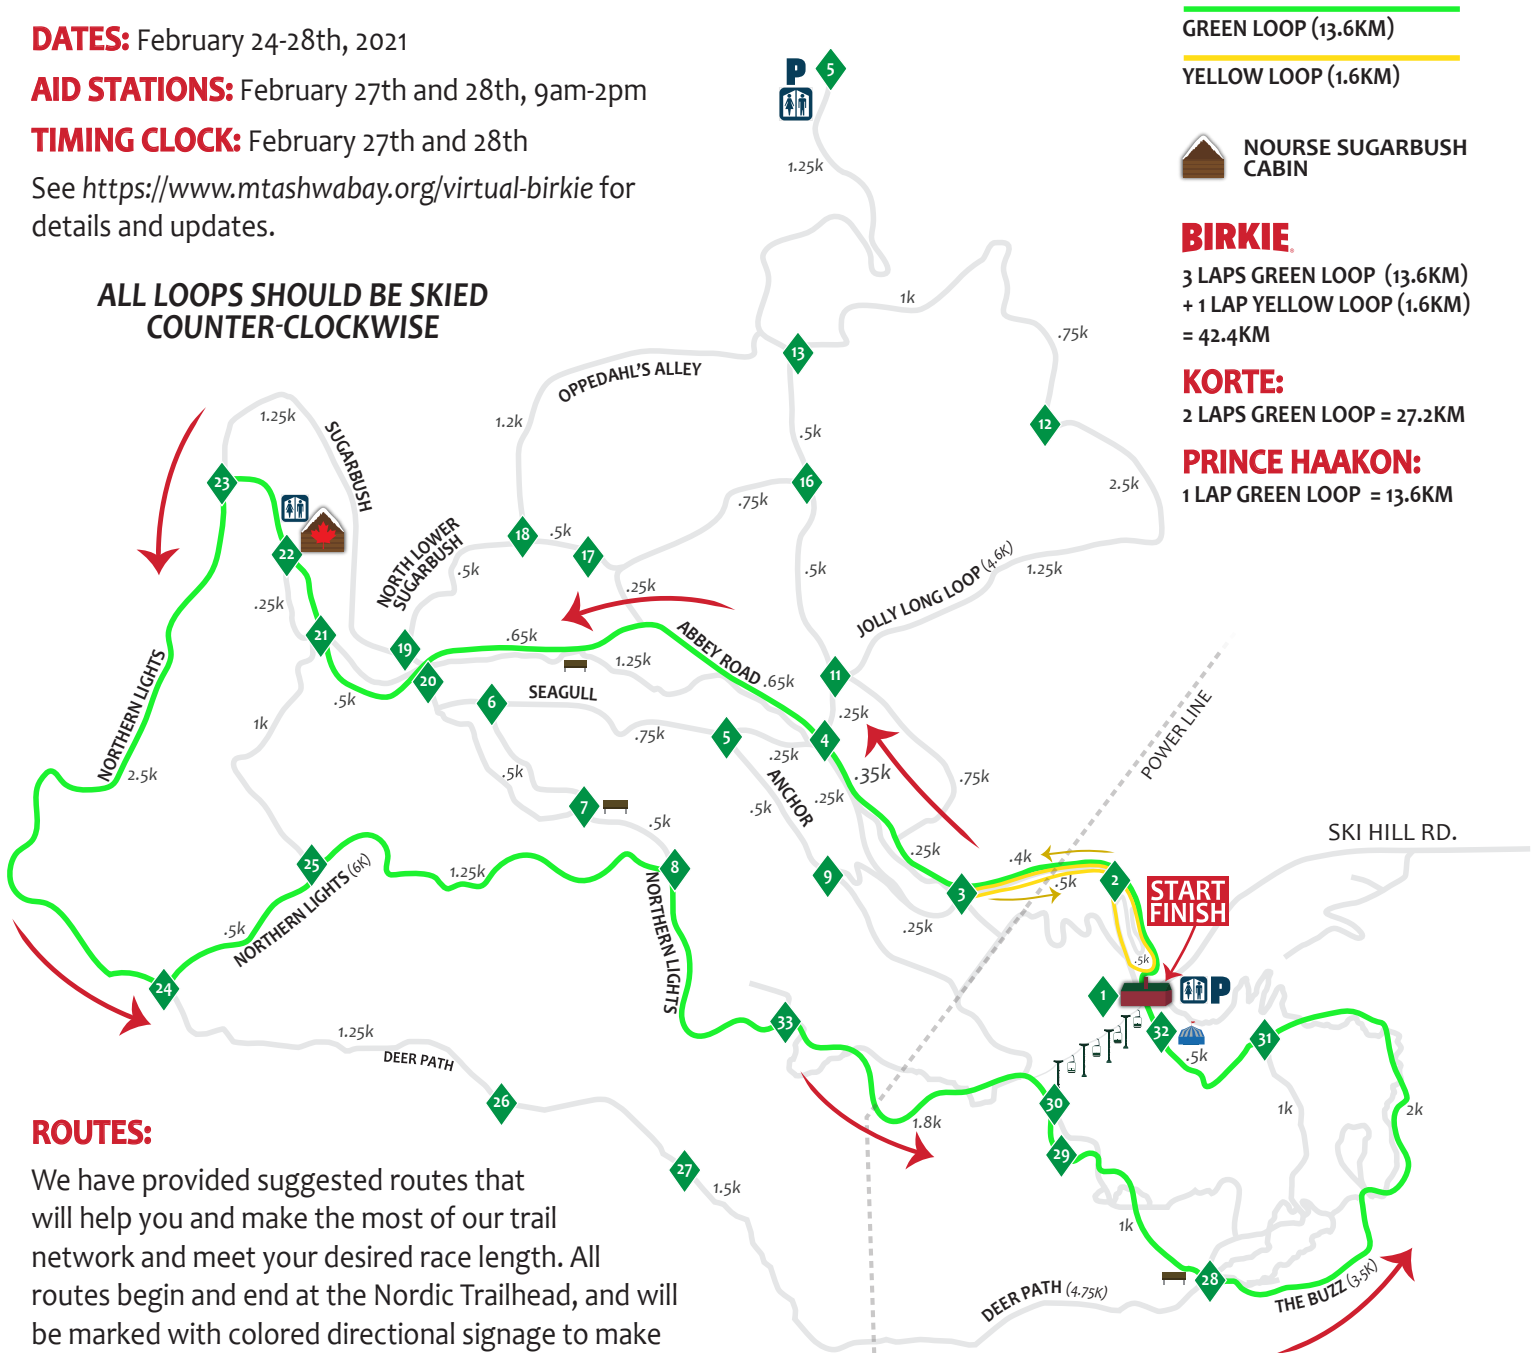 DATES: February 24-28th, 2021
AID STATIONS: February 27th and 28th, 9am-2pm
TIMING CLOCK: February 27th and 28th
See https://www.mtashwabay.org/virtual-birkie for
details and updates.
ALL LOOPS SHOULD BE SKIED
COUNTER-CLOCKWISE
GREEN LOOP (13.6KM)
YELLOW LOOP (1.6KM)
NOURSE SUGARBUSH
CABIN
BIRKIE
3 LAPS GREEN LOOP (13.6KM)
+ 1 LAP YELLOW LOOP (1.6KM)
= 42.4KM
KORTE:
2 LAPS GREEN LOOP = 27.2KM
PRINCE HAAKON:
1 LAP GREEN LOOP = 13.6KM
P
5
1.25k
1k
.75k
13
OPPEDAHL'S ALLEY
1.2k
.5k
12
2.5k
1.25k
SUGARBUSH
23
16
.75k
22
18
.5k
17
NORTH LOWER
SUGARBUSH
.5k
.5k
JOLLY LONG LOOP (4.6K)
1.25k
.25k
.25k
21
19
.65k
ABBEY ROAD
.65k
1.25k
20
11
.5k
6
SEAGULL
.25k
NORTHERN LIGHTS
2.5k
1k
.75k
5
4
.25k
.35k
POWER LINE
.5k
ANCHOR
.5k
.25k
.75k
7
.5k
SKI HILL RD.
25
NORTHERN LIGHTS (6K)
1.25k
8
9
.25k
.4k
.5k
3
2
START
FINISH
.5k
NORTHERN LIGHTS
.25k
.5k
24
1
P
33
32
.5k
31
1.25k
DEER PATH
26
30
1.8k
1k
2k
29
27
1.5k
1k
28
DEER PATH (4.75K)
THE BUZZ (3.5K)
ROUTES:
We have provided suggested routes that
will help you and make the most of our trail
network and meet your desired race length. All
routes begin and end at the Nordic Trailhead, and will
be marked with colored directional signage to make